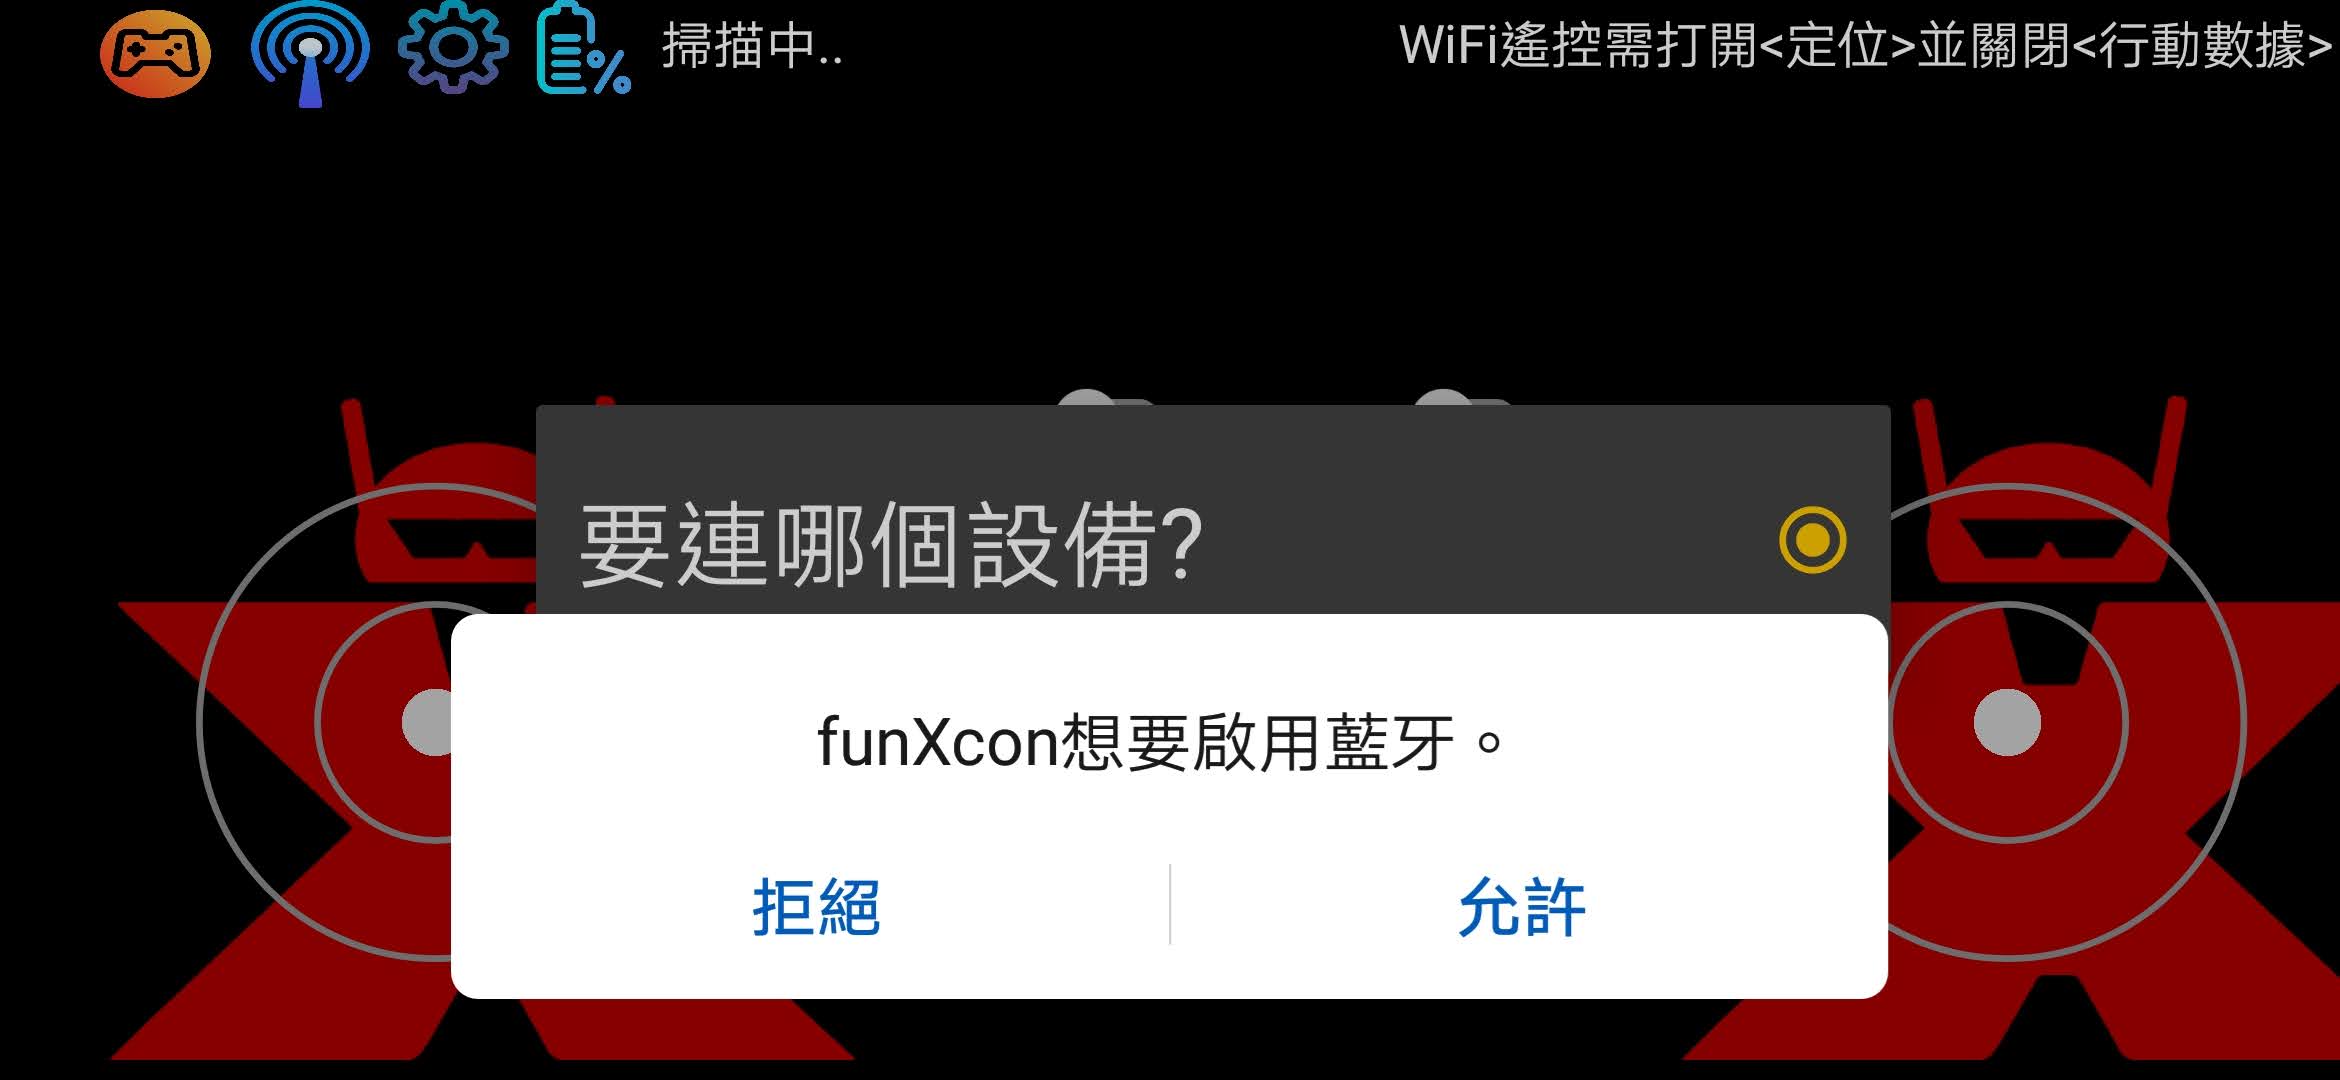 掃描中..
WiFi遙控需打開<定位>並關閉<行動數據>
要連哪個設備?
funXcon想要啟用藍牙。
拒絕
允許